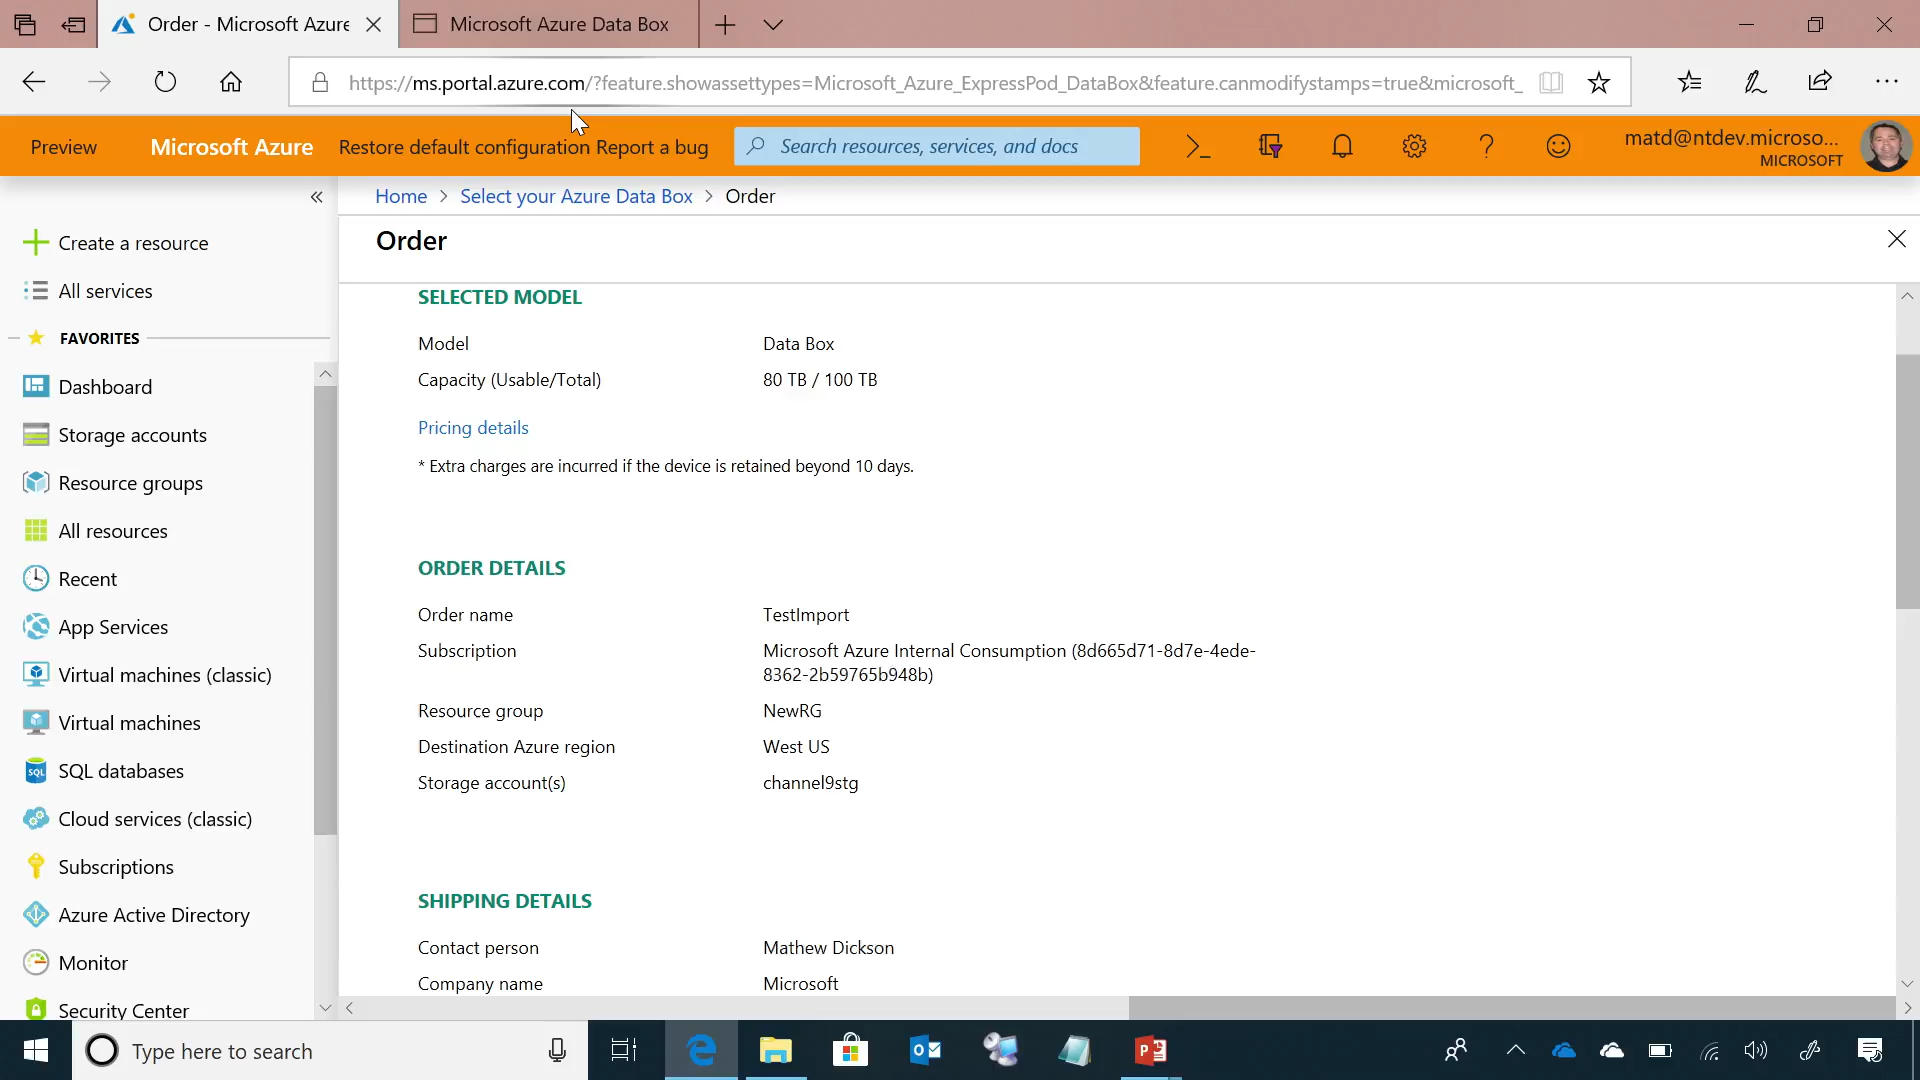 Order - Microsoft Azure
Microsoft Azure Data Box
https://ms.portal.azure.com/?feature.showassettypes=Microsoft_Azure_ExpressPod_DataBox&feature.canmodifystamps=true&microsoft_
Preview
Microsoft Azure
Restore default configuration
Report a bug
Search resources, services, and docs
matd@ntdev.microso...
MICROSOFT
Home > Select your Azure Data Box > Order
Create a resource
All services
FAVORITES
Dashboard
Storage accounts
Resource groups
All resources
Recent
App Services
Virtual machines (classic)
Virtual machines
SQL databases
Cloud services (classic)
Subscriptions
Azure Active Directory
Monitor
Security Center
Order
SELECTED MODEL
Model Data Box
Capacity (Usable/Total) 80 TB / 100 TB
Pricing details
* Extra charges are incurred if the device is retained beyond 10 days.
ORDER DETAILS
Order name TestImport
Subscription Microsoft Azure Internal Consumption (8d665d71-8d7e-4ede-
8362-2b59765b948b)
Resource group NewRG
Destination Azure region West US
Storage account(s) channel9stg
SHIPPING DETAILS
Contact person Mathew Dickson
Company name Microsoft
Type here to search